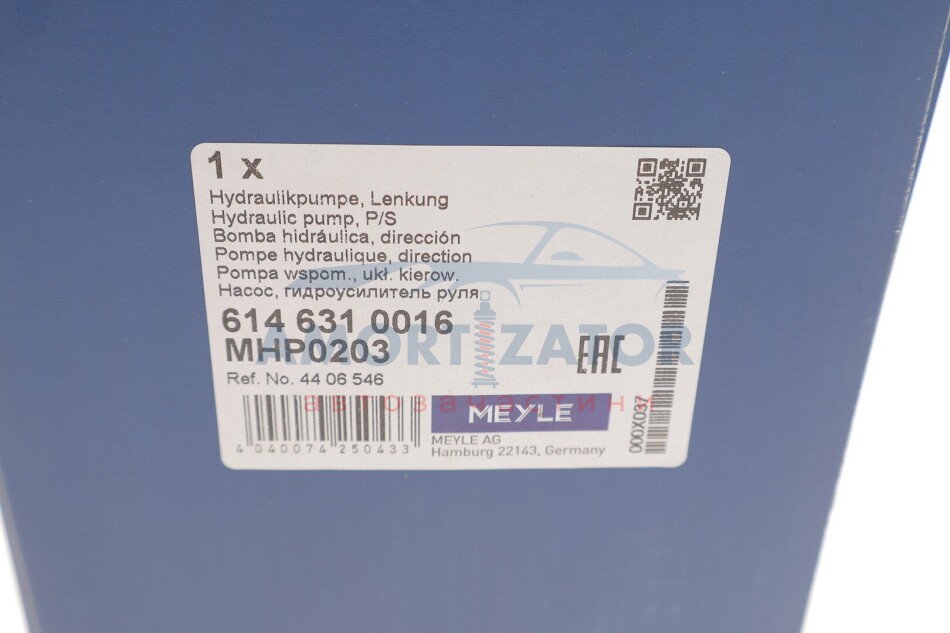 1 x
Hydraulikpumpe, Lenkung
Hydraulic pump, P/S
Bomba hidráulica, dirección
Pompe hydraulique, direction
Pompa wspom., ukł. kierow.
Насос, гидроусилитель руля
614 631 0016
MHP0203
Ref. No. 44 06 546
4 040074 250433
MEYLE
MEYLE AG
Hamburg 22143, Germany
EAC
000X037
AMORTIZATOR
автозапчастини